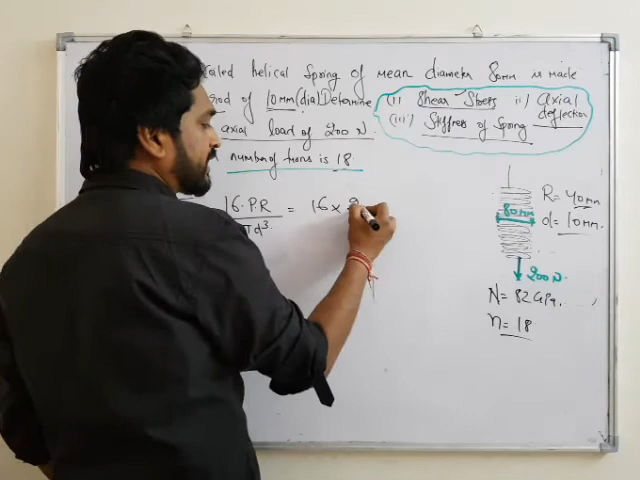 helical Spring of mean diameter 80mm is made
rod of 10mm(dia) Determine (i) Shear Stress ii) Axial deflection
axial load of 200 N. (iii) Stiffness of Spring
number of turns is 18.
16·P·R / πd³ = 16 ×
80mm
R = 40mm
d = 10mm.
200 N.
N = 82 GPa.
n = 18